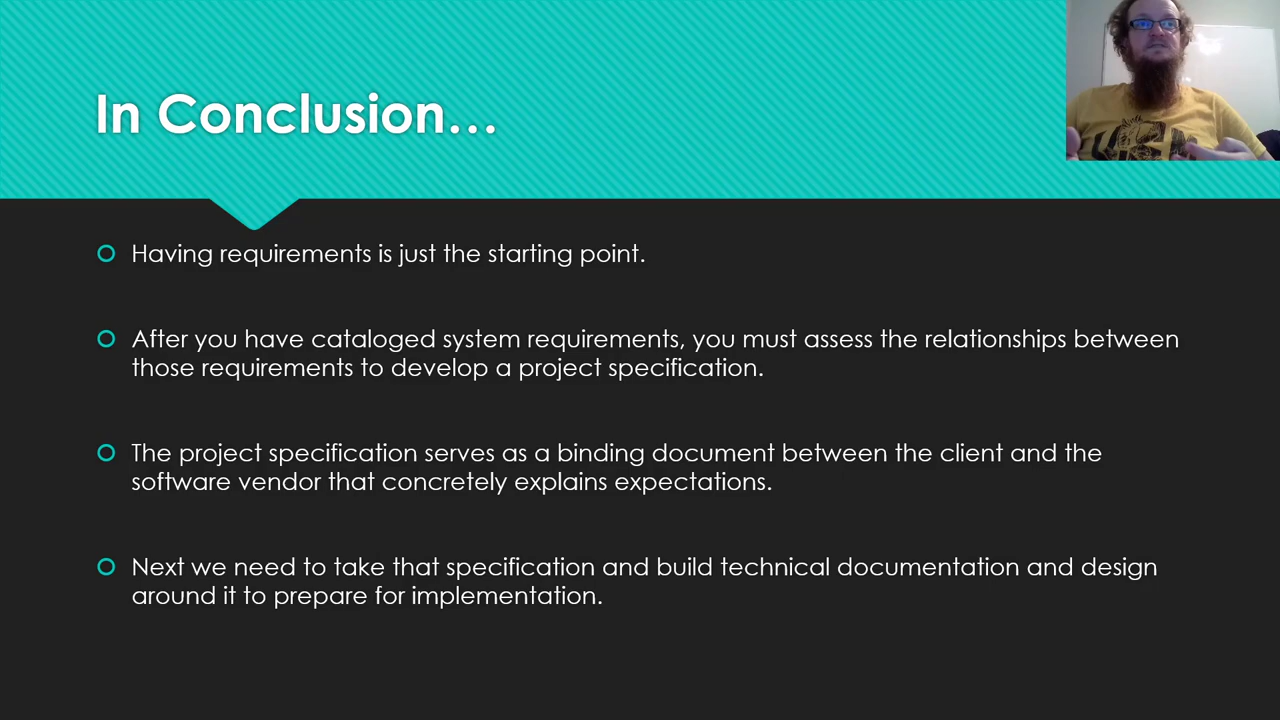 In Conclusion…
Having requirements is just the starting point.
After you have cataloged system requirements, you must assess the relationships between
those requirements to develop a project specification.
The project specification serves as a binding document between the client and the
software vendor that concretely explains expectations.
Next we need to take that specification and build technical documentation and design
around it to prepare for implementation.